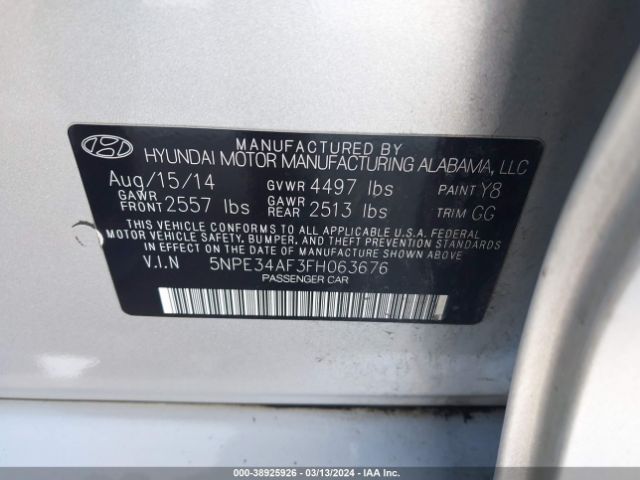 MANUFACTURED BY
HYUNDAI MOTOR MANUFACTURING ALABAMA, LLC
Aug/15/14 GVWR 4497 lbs PAINT Y8
GAWR FRONT 2557 lbs GAWR REAR 2513 lbs TRIM GG
THIS VEHICLE CONFORMS TO ALL APPLICABLE U.S.A. FEDERAL
MOTOR VEHICLE SAFETY, BUMPER, AND THEFT PREVENTION
STANDARDS IN EFFECT ON THE DATE OF MANUFACTURE SHOWN ABOVE.
V.I.N 5NPE34AF3FH063676
PASSENGER CAR
000-38925926 - 03/13/2024 - IAA Inc.